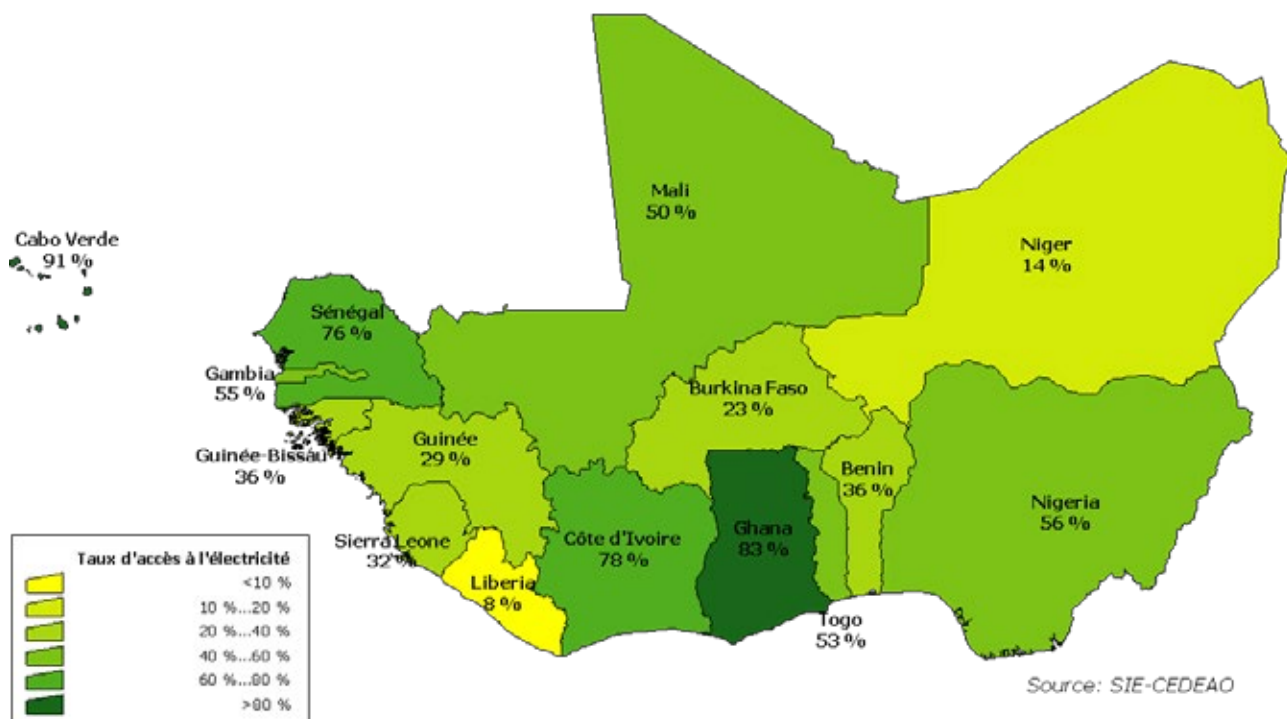 Mali
50 %
Cabo Verde
91 %
Niger
14 %
Sénégal
76 %
Gambia
55 %
Burkina Faso
23 %
Guinée
29 %
Guinée-Bissau
36 %
Benin
36 %
Nigeria
56 %
Ghana
83 %
Côte d'Ivoire
78 %
Sierra Leone
32 %
Liberia
8 %
Togo
53 %
Taux d'accès à l'électricité
<10 %
10 %...20 %
20 %...40 %
40 %...60 %
60 %...80 %
>80 %
Source: SIE-CEDEAO